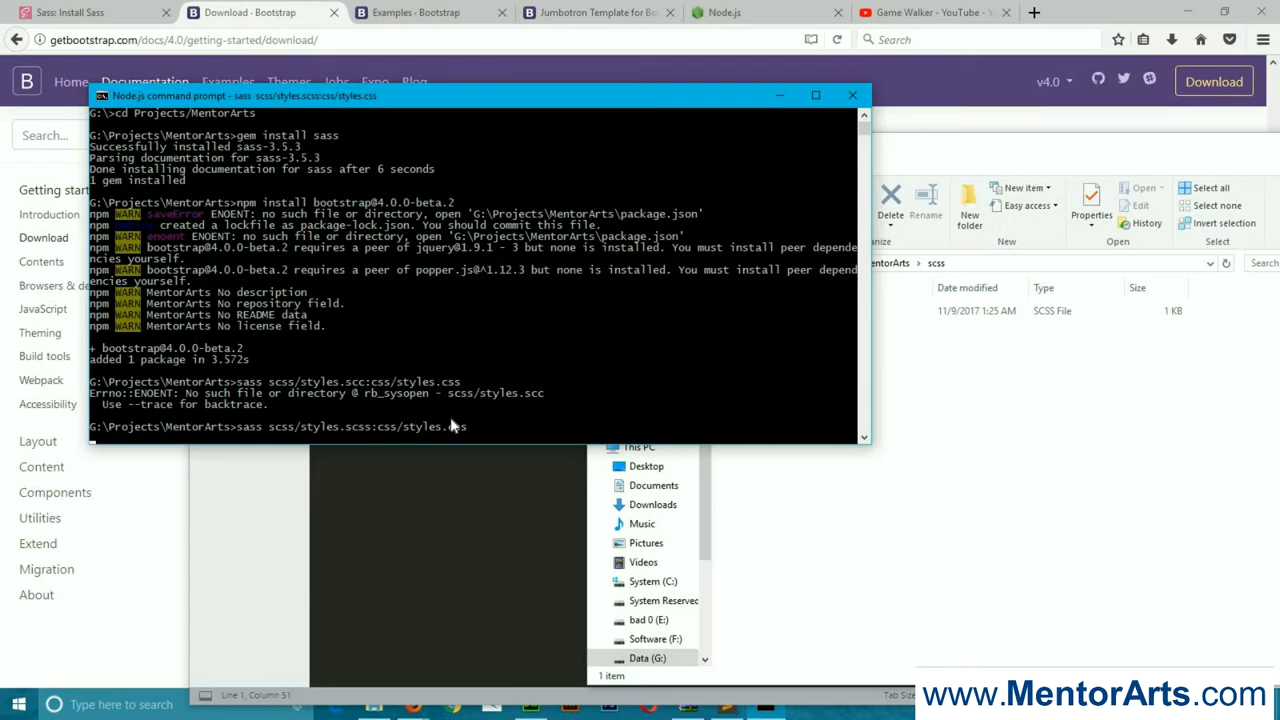 Sass: Install Sass
Download · Bootstrap
Examples · Bootstrap
Jumbotron Template for Bo
Node.js
Game Walker - YouTube -
getbootstrap.com/docs/4.0/getting-started/download/
Search
B
Home
Documentation
Examples
Themes
Jobs
Expo
Blog
v4.0
Download
Search...
Getting start
Introduction
Download
Contents
Browsers & de
JavaScript
Theming
Build tools
Webpack
Accessibility
Layout
Content
Components
Utilities
Extend
Migration
About
Node.js command prompt - sass scss/styles.scss:css/styles.css
G:\>cd Projects/MentorArts
G:\Projects\MentorArts>gem install sass
Successfully installed sass-3.5.3
Parsing documentation for sass-3.5.3
Done installing documentation for sass after 6 seconds
1 gem installed
G:\Projects\MentorArts>npm install bootstrap@4.0.0-beta.2
npm WARN saveError ENOENT: no such file or directory, open 'G:\Projects\MentorArts\package.json'
npm created a lockfile as package-lock.json. You should commit this file.
npm WARN enoent ENOENT: no such file or directory, open 'G:\Projects\MentorArts\package.json'
npm WARN bootstrap@4.0.0-beta.2 requires a peer of jquery@1.9.1 - 3 but none is installed. You must install peer depende
ncies yourself.
npm WARN bootstrap@4.0.0-beta.2 requires a peer of popper.js@^1.12.3 but none is installed. You must install peer depend
encies yourself.
npm WARN MentorArts No description
npm WARN MentorArts No repository field.
npm WARN MentorArts No README data
npm WARN MentorArts No license field.
+ bootstrap@4.0.0-beta.2
added 1 package in 3.572s
G:\Projects\MentorArts>sass scss/styles.scc:css/styles.css
Errno::ENOENT: No such file or directory @ rb_sysopen - scss/styles.scc
Use --trace for backtrace.
G:\Projects\MentorArts>sass scss/styles.scss:css/styles.css
Delete
Rename
New
folder
New item
Easy access
Properties
Open
Edit
History
Select all
Select none
Invert selection
anize
New
Open
Select
entorArts
scss
Search
Date modified
Type
Size
11/9/2017 1:25 AM
SCSS File
1 KB
This PC
Desktop
Documents
Downloads
Music
Pictures
Videos
System (C:)
System Reserved
bad 0 (E:)
Software (F:)
Data (G:)
1 item
Line 1, Column 51
Tab Size
Type here to search
www.MentorArts.com